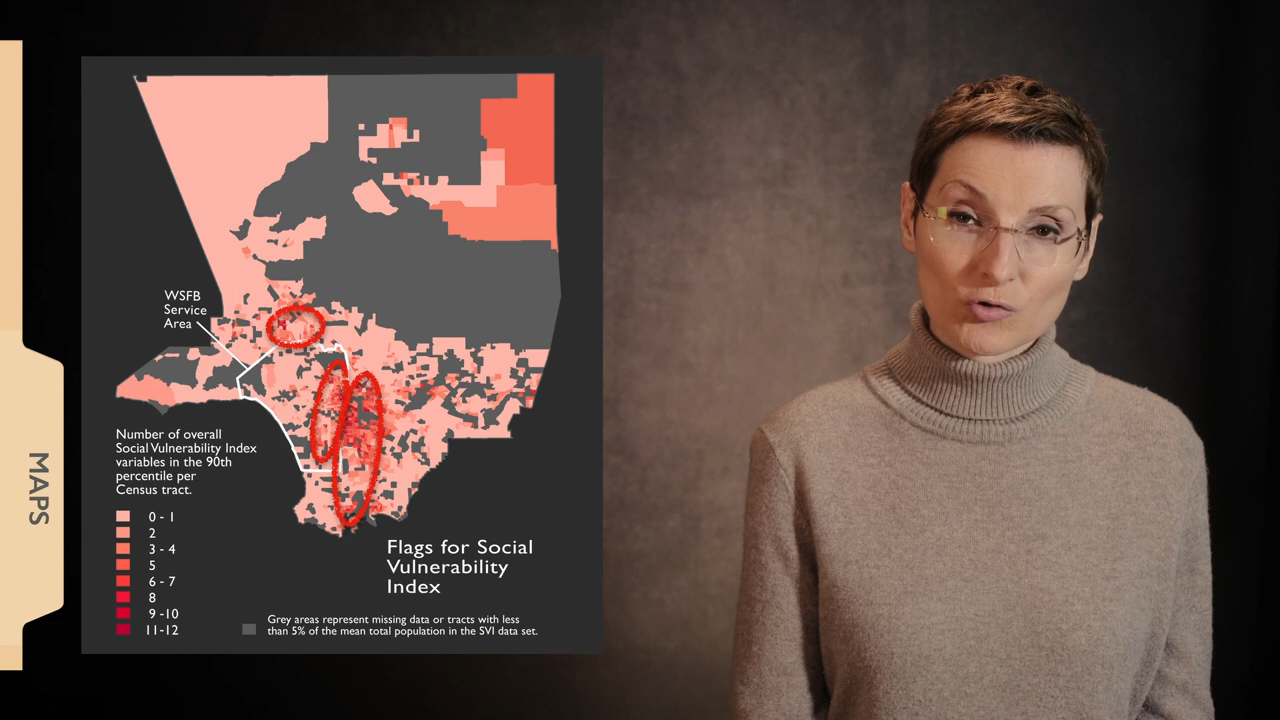 MAPS
WSFB
Service
Area
Number of overall
Social Vulnerability Index
variables in the 90th
percentile per
Census tract.
0 - 1
2
3 - 4
5
6 - 7
8
9 -10
11-12
Flags for Social
Vulnerability
Index
Grey areas represent missing data or tracts with less
than 5% of the mean total population in the SVI data set.